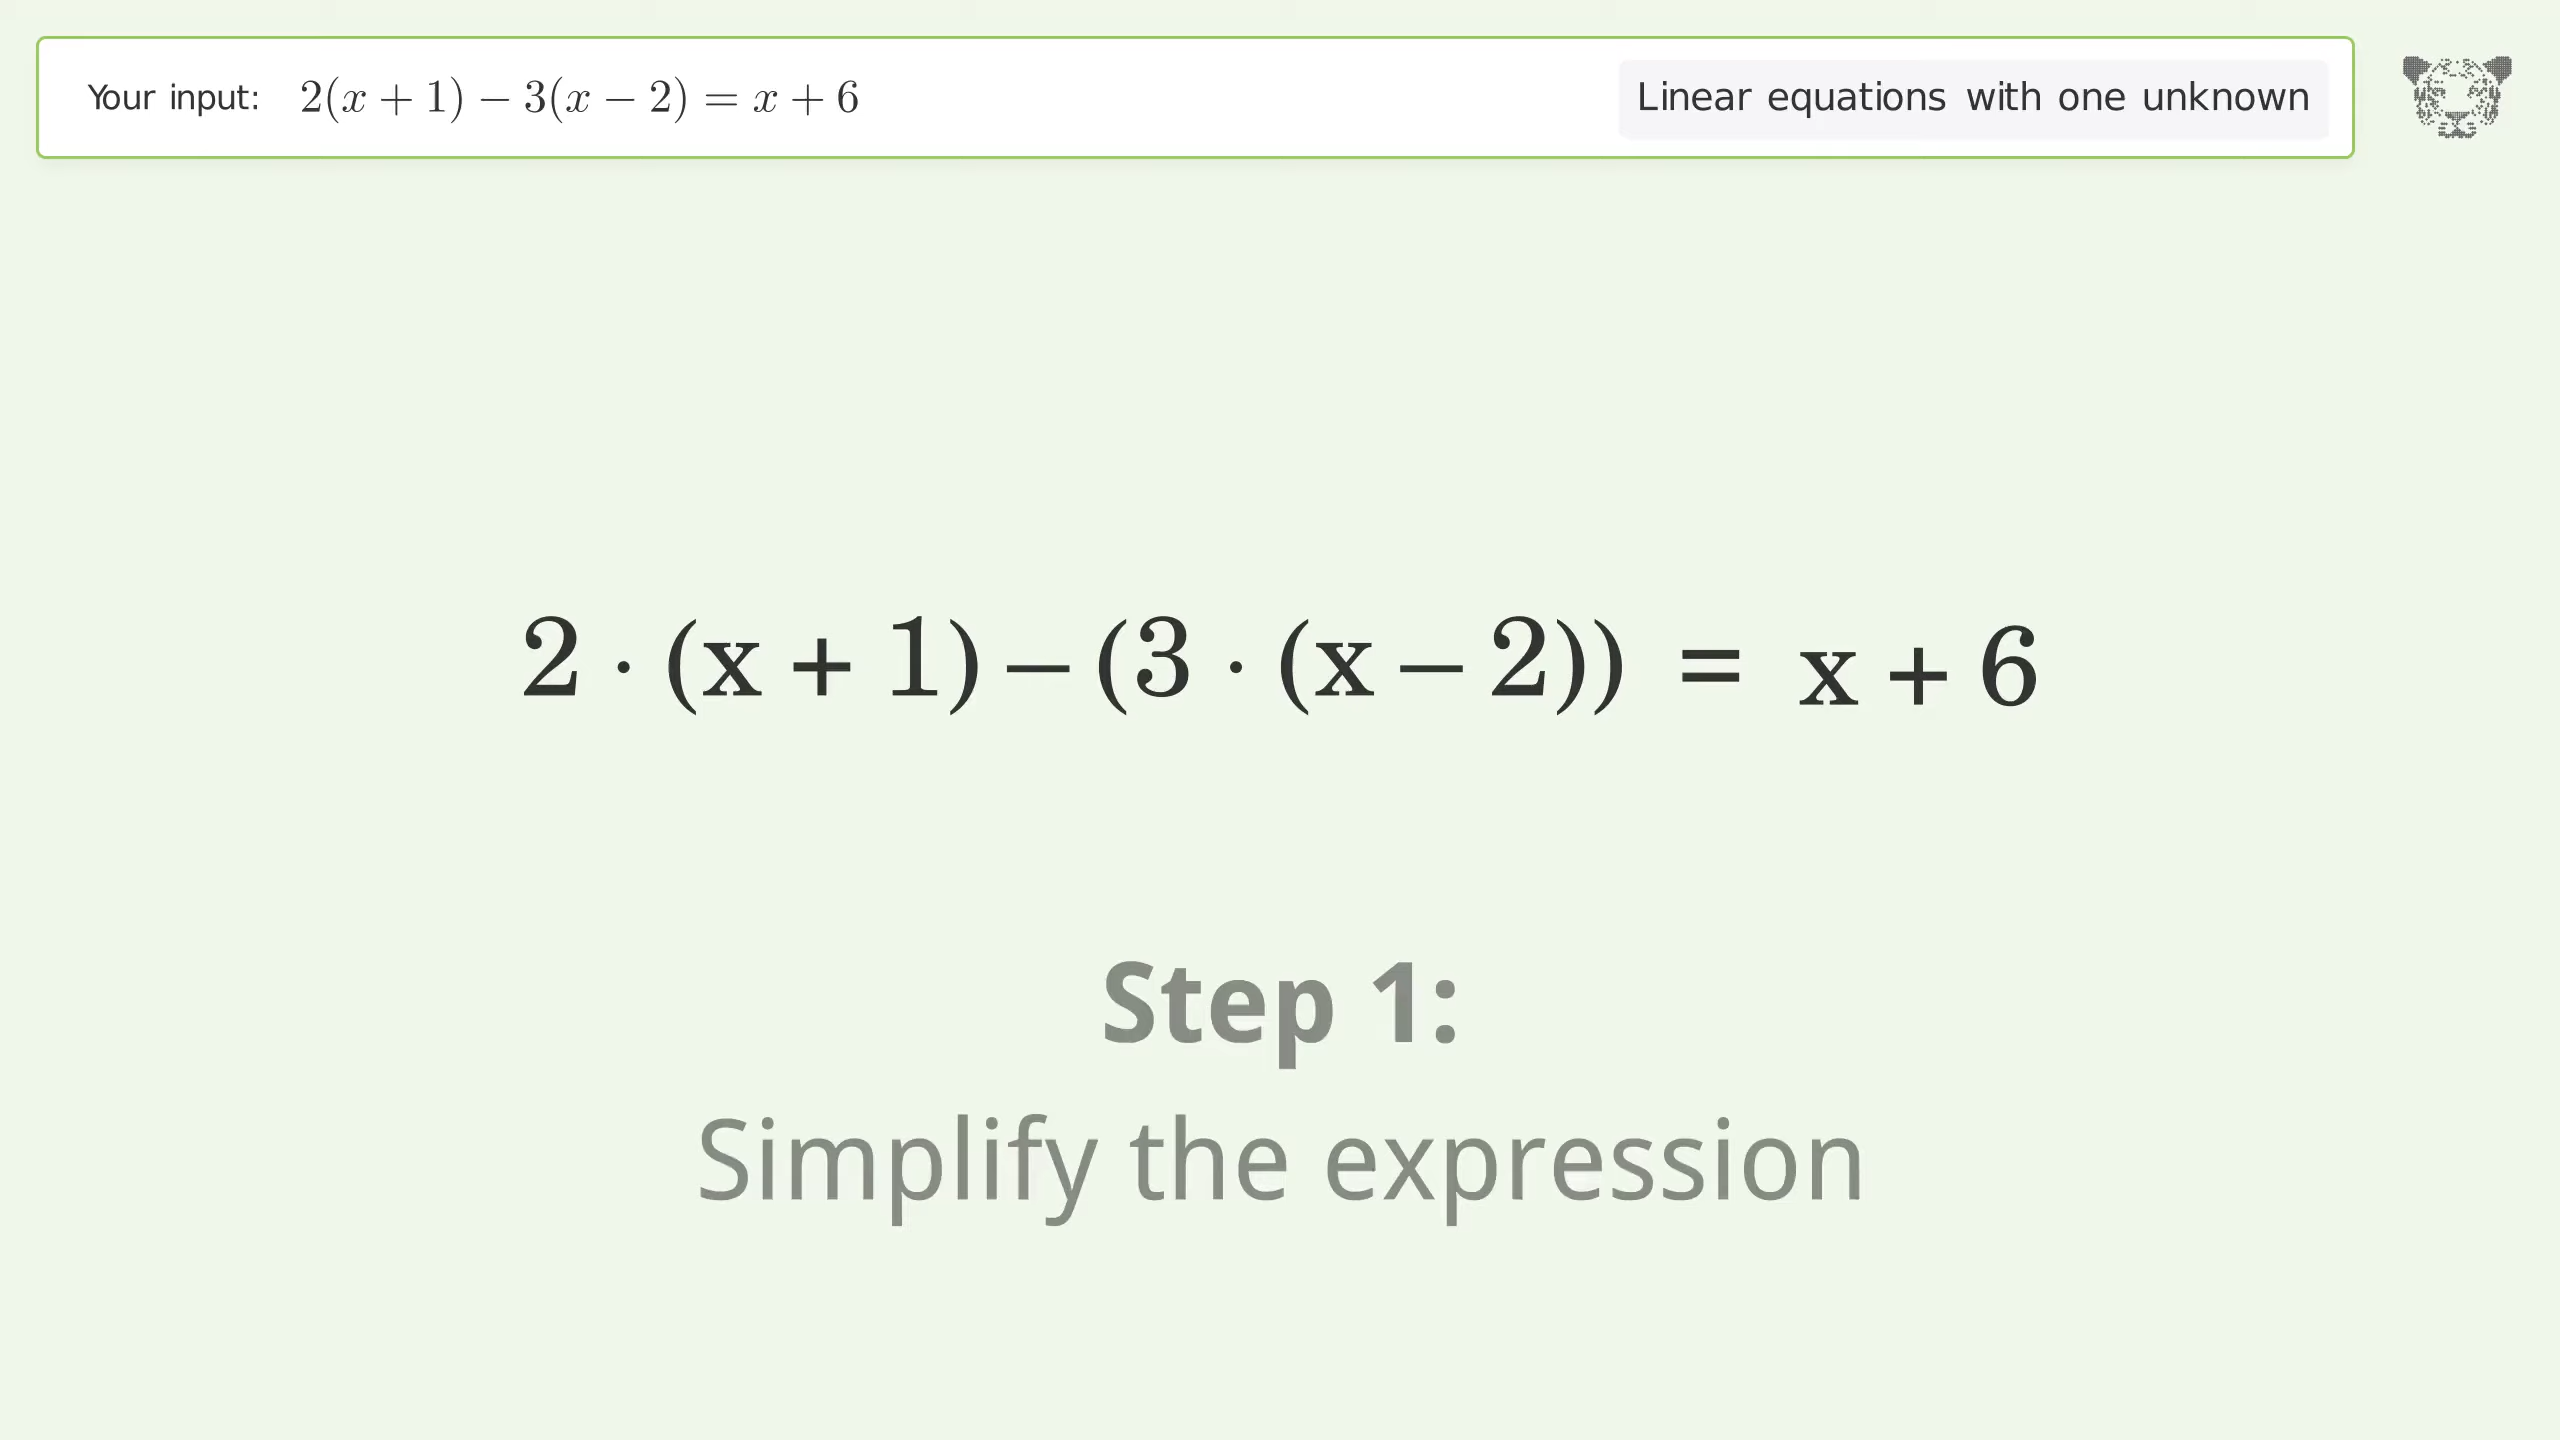 Your input: 2(x + 1) − 3(x − 2) = x + 6
Linear equations with one unknown
2 · (x + 1) − (3 · (x − 2)) = x + 6
Step 1:
Simplify the expression